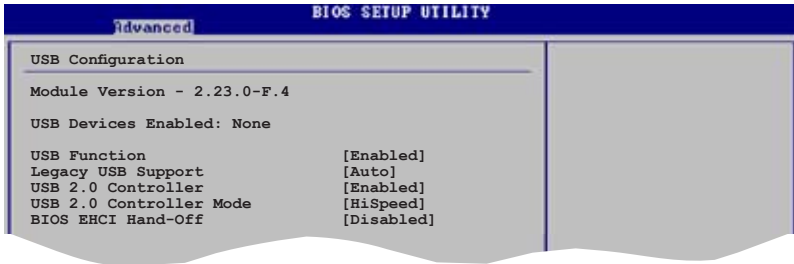 BIOS SETUP UTILITY
Advanced
USB Configuration
Module Version - 2.23.0-F.4
USB Devices Enabled: None
USB Function [Enabled]
Legacy USB Support [Auto]
USB 2.0 Controller [Enabled]
USB 2.0 Controller Mode [HiSpeed]
BIOS EHCI Hand-Off [Disabled]